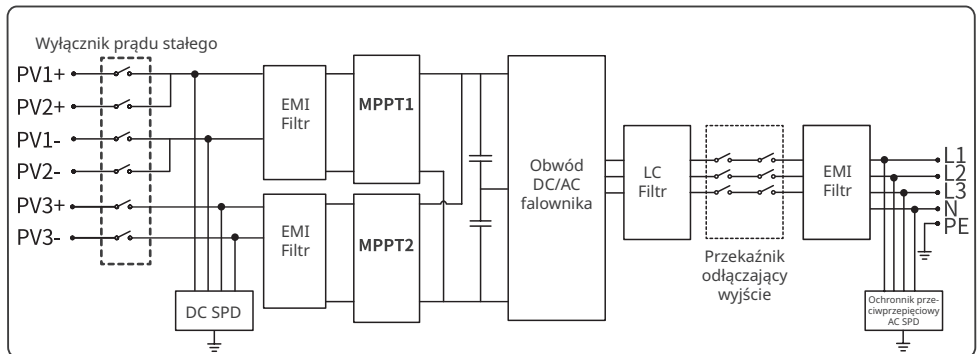 Wyłącznik prądu stałego
PV1+
PV2+
PV1-
PV2-
PV3+
PV3-
EMI
Filtr
MPPT1
EMI
Filtr
MPPT2
DC SPD
Obwód
DC/AC
falownika
LC
Filtr
Przekaźnik
odłączający
wyjście
EMI
Filtr
L1
L2
L3
N
PE
Ochronnik prze-
ciwprzepięciowy
AC SPD